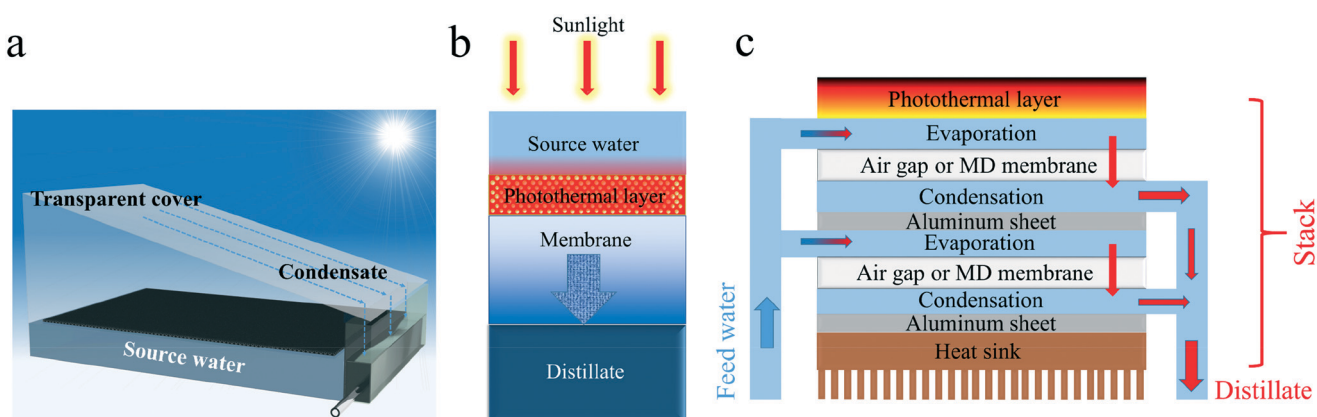 a
Transparent cover
Condensate
Source water
b
Sunlight
Source water
Photothermal layer
Membrane
Distillate
c
Photothermal layer
Evaporation
Air gap or MD membrane
Condensation
Aluminum sheet
Evaporation
Air gap or MD membrane
Condensation
Aluminum sheet
Heat sink
Feed water
Stack
Distillate